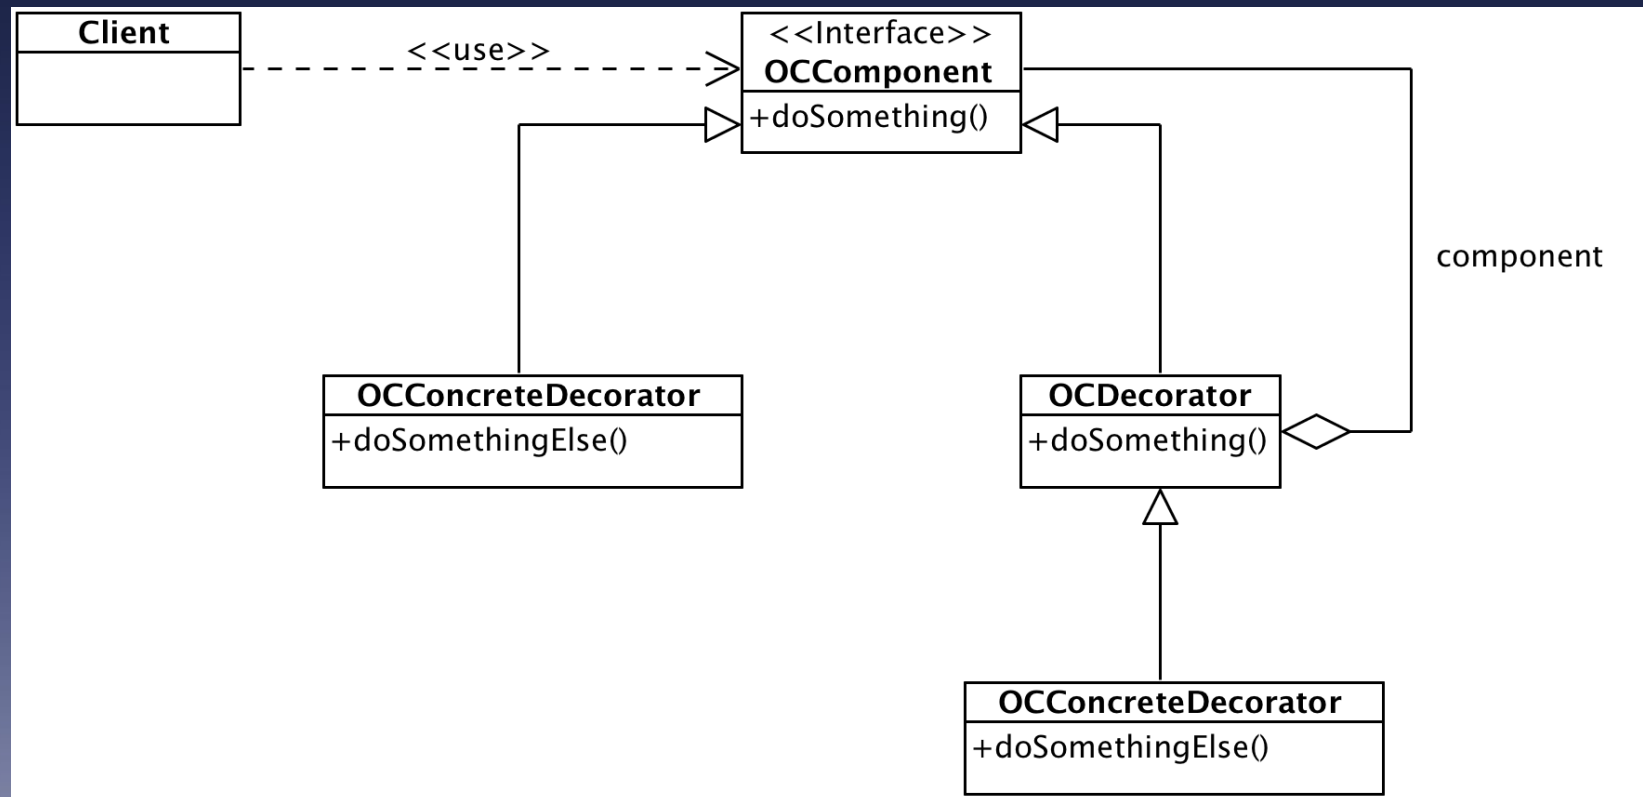 Client
<<use>>
<<Interface>>
OCComponent
+doSomething()
component
OCConcreteDecorator
+doSomethingElse()
OCDecorator
+doSomething()
OCConcreteDecorator
+doSomethingElse()